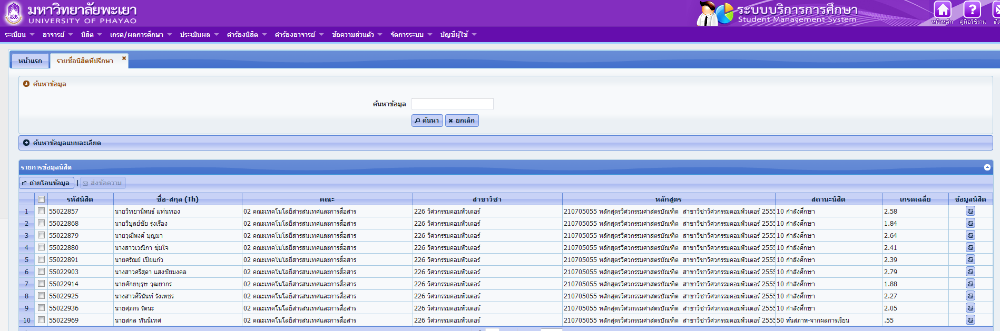 มหาวิทยาลัยพะเยา
UNIVERSITY OF PHAYAO
ระบบบริการการศึกษา
Student Management System
หน้าหลัก คู่มือใช้งาน
ระเบียน อาจารย์ นิสิต เกรด/ผลการศึกษา ประเมินผล คำร้องนิสิต คำร้องอาจารย์ ข้อความส่วนตัว จัดการระบบ บัญชีผู้ใช้
หน้าแรก รายชื่อนิสิตที่ปรึกษา
ค้นหาข้อมูล
ค้นหาข้อมูล
ค้นหา ยกเลิก
ค้นหาข้อมูลแบบละเอียด
รายการข้อมูลนิสิต
ถ่ายโอนข้อมูล | ส่งข้อความ
รหัสนิสิต ชื่อ-สกุล (Th) คณะ สาขาวิชา หลักสูตร สถานะนิสิต เกรดเฉลี่ย ข้อมูลนิสิต
1 55022857 นายวิทยานิพนธ์ แท่นทอง 02 คณะเทคโนโลยีสารสนเทศและการสื่อสาร 226 วิศวกรรมคอมพิวเตอร์ 210705055 หลักสูตรวิศวกรรมศาสตรบัณฑิต สาขาวิชาวิศวกรรมคอมพิวเตอร์ 2555 10 กำลังศึกษา 2.58
2 55022868 นายวิบูลย์ชัย รุ่งเรือง 02 คณะเทคโนโลยีสารสนเทศและการสื่อสาร 226 วิศวกรรมคอมพิวเตอร์ 210705055 หลักสูตรวิศวกรรมศาสตรบัณฑิต สาขาวิชาวิศวกรรมคอมพิวเตอร์ 2555 10 กำลังศึกษา 1.84
3 55022879 นายวุฒิพงศ์ บุญมา 02 คณะเทคโนโลยีสารสนเทศและการสื่อสาร 226 วิศวกรรมคอมพิวเตอร์ 210705055 หลักสูตรวิศวกรรมศาสตรบัณฑิต สาขาวิชาวิศวกรรมคอมพิวเตอร์ 2555 10 กำลังศึกษา 2.64
4 55022880 นางสาวเวณิกา ชุ่มใจ 02 คณะเทคโนโลยีสารสนเทศและการสื่อสาร 226 วิศวกรรมคอมพิวเตอร์ 210705055 หลักสูตรวิศวกรรมศาสตรบัณฑิต สาขาวิชาวิศวกรรมคอมพิวเตอร์ 2555 10 กำลังศึกษา 2.41
5 55022891 นายศรัณย์ เปียแก้ว 02 คณะเทคโนโลยีสารสนเทศและการสื่อสาร 226 วิศวกรรมคอมพิวเตอร์ 210705055 หลักสูตรวิศวกรรมศาสตรบัณฑิต สาขาวิชาวิศวกรรมคอมพิวเตอร์ 2555 10 กำลังศึกษา 2.39
6 55022903 นางสาวศรีสุดา แสงชัยมงคล 02 คณะเทคโนโลยีสารสนเทศและการสื่อสาร 226 วิศวกรรมคอมพิวเตอร์ 210705055 หลักสูตรวิศวกรรมศาสตรบัณฑิต สาขาวิชาวิศวกรรมคอมพิวเตอร์ 2555 10 กำลังศึกษา 2.79
7 55022914 นายศักยบุรุษ วุฒยากร 02 คณะเทคโนโลยีสารสนเทศและการสื่อสาร 226 วิศวกรรมคอมพิวเตอร์ 210705055 หลักสูตรวิศวกรรมศาสตรบัณฑิต สาขาวิชาวิศวกรรมคอมพิวเตอร์ 2555 10 กำลังศึกษา 1.88
8 55022925 นางสาวศิรินันท์ รังเพชร 02 คณะเทคโนโลยีสารสนเทศและการสื่อสาร 226 วิศวกรรมคอมพิวเตอร์ 210705055 หลักสูตรวิศวกรรมศาสตรบัณฑิต สาขาวิชาวิศวกรรมคอมพิวเตอร์ 2555 10 กำลังศึกษา 2.27
9 55022936 นายศุภกร รัตนะ 02 คณะเทคโนโลยีสารสนเทศและการสื่อสาร 226 วิศวกรรมคอมพิวเตอร์ 210705055 หลักสูตรวิศวกรรมศาสตรบัณฑิต สาขาวิชาวิศวกรรมคอมพิวเตอร์ 2555 10 กำลังศึกษา 2.05
10 55022969 นายสกล ทันนิเทศ 02 คณะเทคโนโลยีสารสนเทศและการสื่อสาร 226 วิศวกรรมคอมพิวเตอร์ 210705055 หลักสูตรวิศวกรรมศาสตรบัณฑิต สาขาวิชาวิศวกรรมคอมพิวเตอร์ 2555 50 พ้นสภาพ-จากผลการเรียน .55